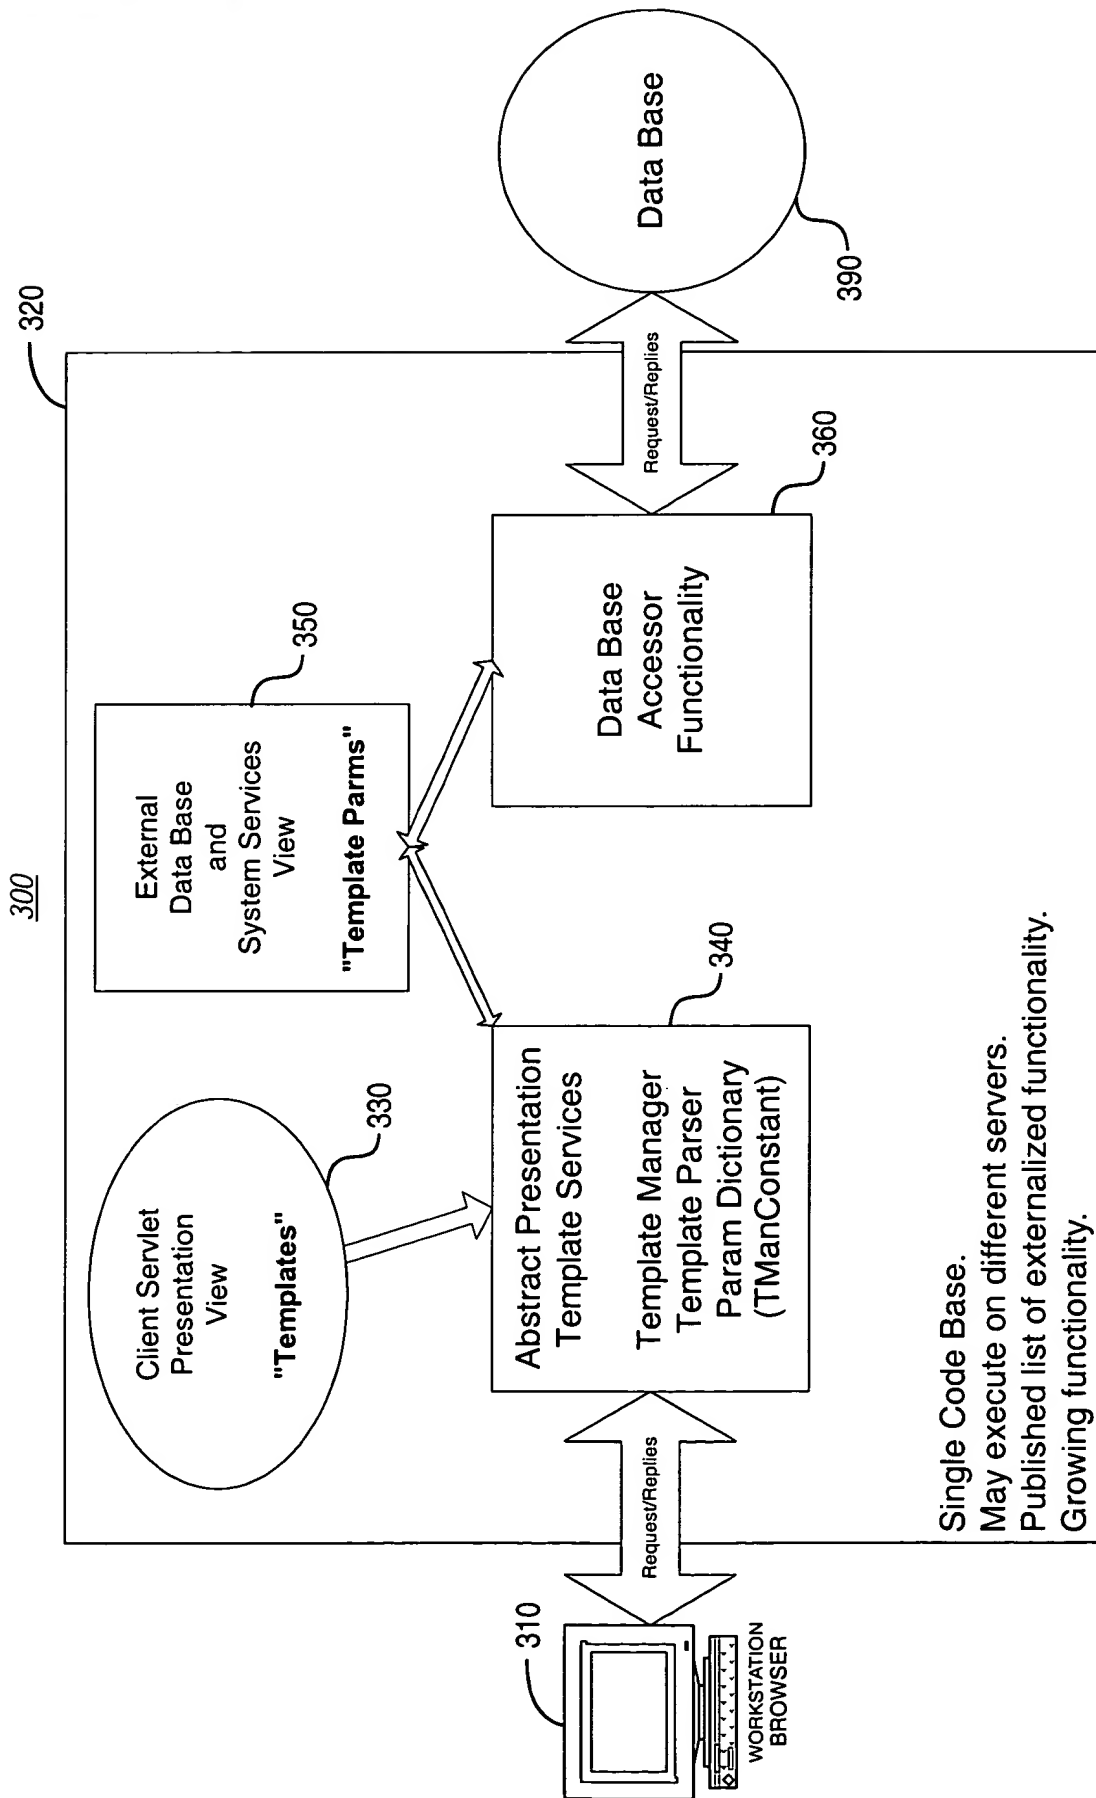 300
320
Client Servlet
Presentation
View
"Templates"
330
External
Data Base
and
System Services
View
"Template Parms"
350
310
WORKSTATION
BROWSER
Request/Replies
Abstract Presentation
Template Services
Template Manager
Template Parser
Param Dictionary
(TManConstant)
340
Data Base
Accessor
Functionality
360
Request/Replies
Data Base
390
Single Code Base.
May execute on different servers.
Published list of externalized functionality.
Growing functionality.